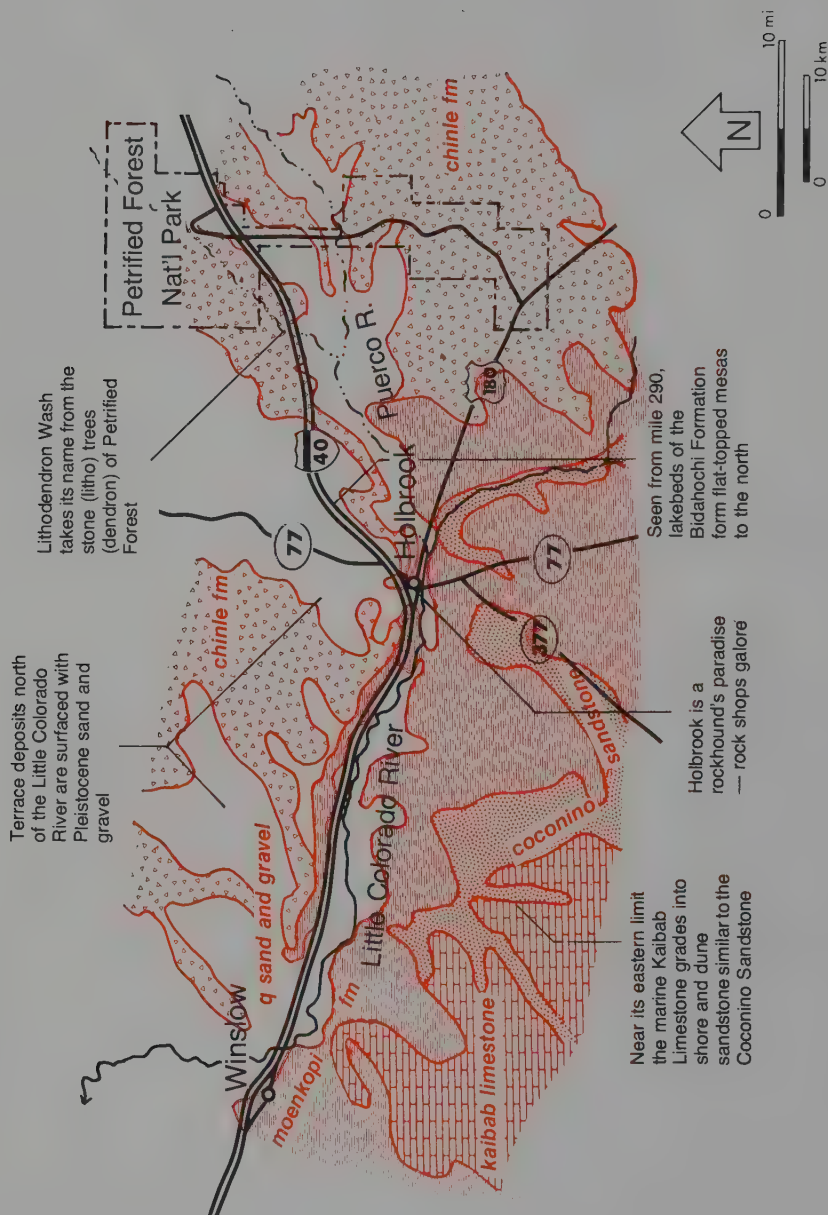 Terrace deposits north
of the Little Colorado
River are surfaced with
Pleistocene sand and
gravel
Lithodendron Wash
takes its name from the
stone (litho) trees
(dendron) of Petrified
Forest
Petrified Forest
Nat'l Park
Winslow
q sand and gravel
chinle fm
77
40
Puerco R.
chinle fm
moenkopi fm
Little Colorado River
Holbrook
180
kaibab limestone
coconino sandstone
377
77
Near its eastern limit
the marine Kaibab
Limestone grades into
shore and dune
sandstone similar to the
Coconino Sandstone
Holbrook is a
rockhound's paradise
— rock shops galore
Seen from mile 290,
lakebeds of the
Bidahochi Formation
form flat-topped mesas
to the north
N
0
10 mi
0
10 km